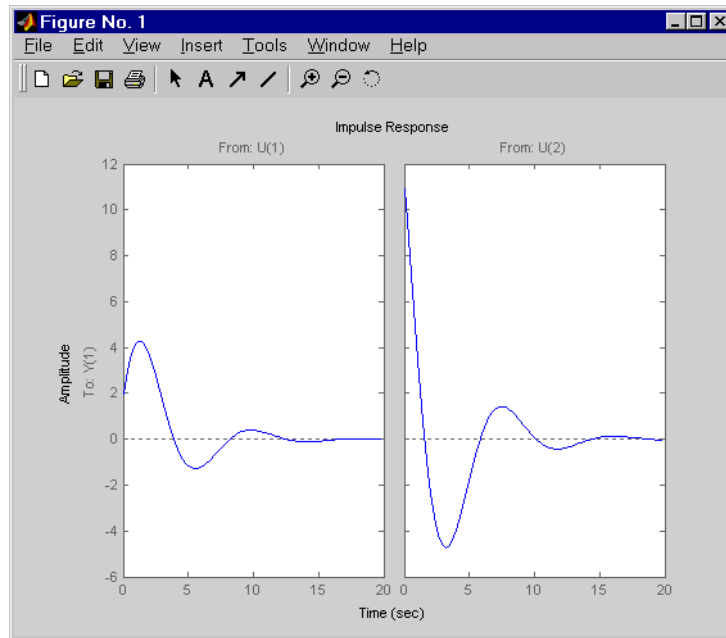 Figure No. 1
File Edit View Insert Tools Window Help
A
Impulse Response
From: U(1) From: U(2)
Amplitude
To: Y(1)
12
10
8
6
4
2
0
-2
-4
-6
0 5 10 15 20 0 5 10 15 20
Time (sec)